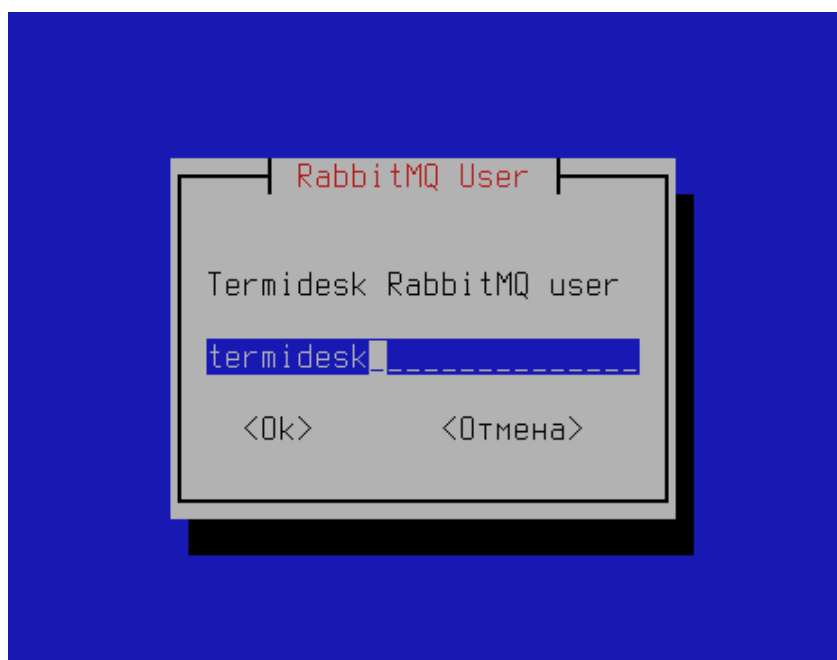 RabbitMQ User
Termidesk RabbitMQ user
termidesk
<Ok> <Отмена>